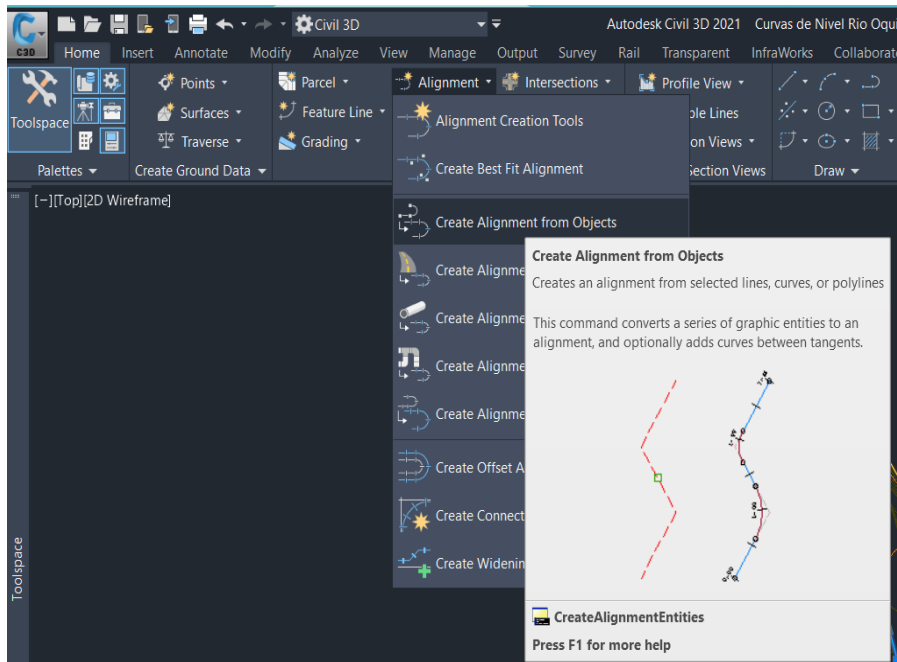 C3D
Civil 3D
Autodesk Civil 3D 2021 Curvas de Nivel Rio Oqui
Home Insert Annotate Modify Analyze View Manage Output Survey Rail Transparent InfraWorks Collaborat
Toolspace
Points
Surfaces
Traverse
Parcel
Feature Line
Grading
Alignment
Intersections
Profile View
ple Lines
on Views
Palettes
Create Ground Data
Section Views
Draw
[−][Top][2D Wireframe]
Alignment Creation Tools
Create Best Fit Alignment
Create Alignment from Objects
Create Alignme
Create Alignme
Create Alignme
Create Alignme
Create Offset A
Create Connect
Create Widenin
Create Alignment from Objects
Creates an alignment from selected lines, curves, or polylines
This command converts a series of graphic entities to an
alignment, and optionally adds curves between tangents.
CreateAlignmentEntities
Press F1 for more help
Toolspace